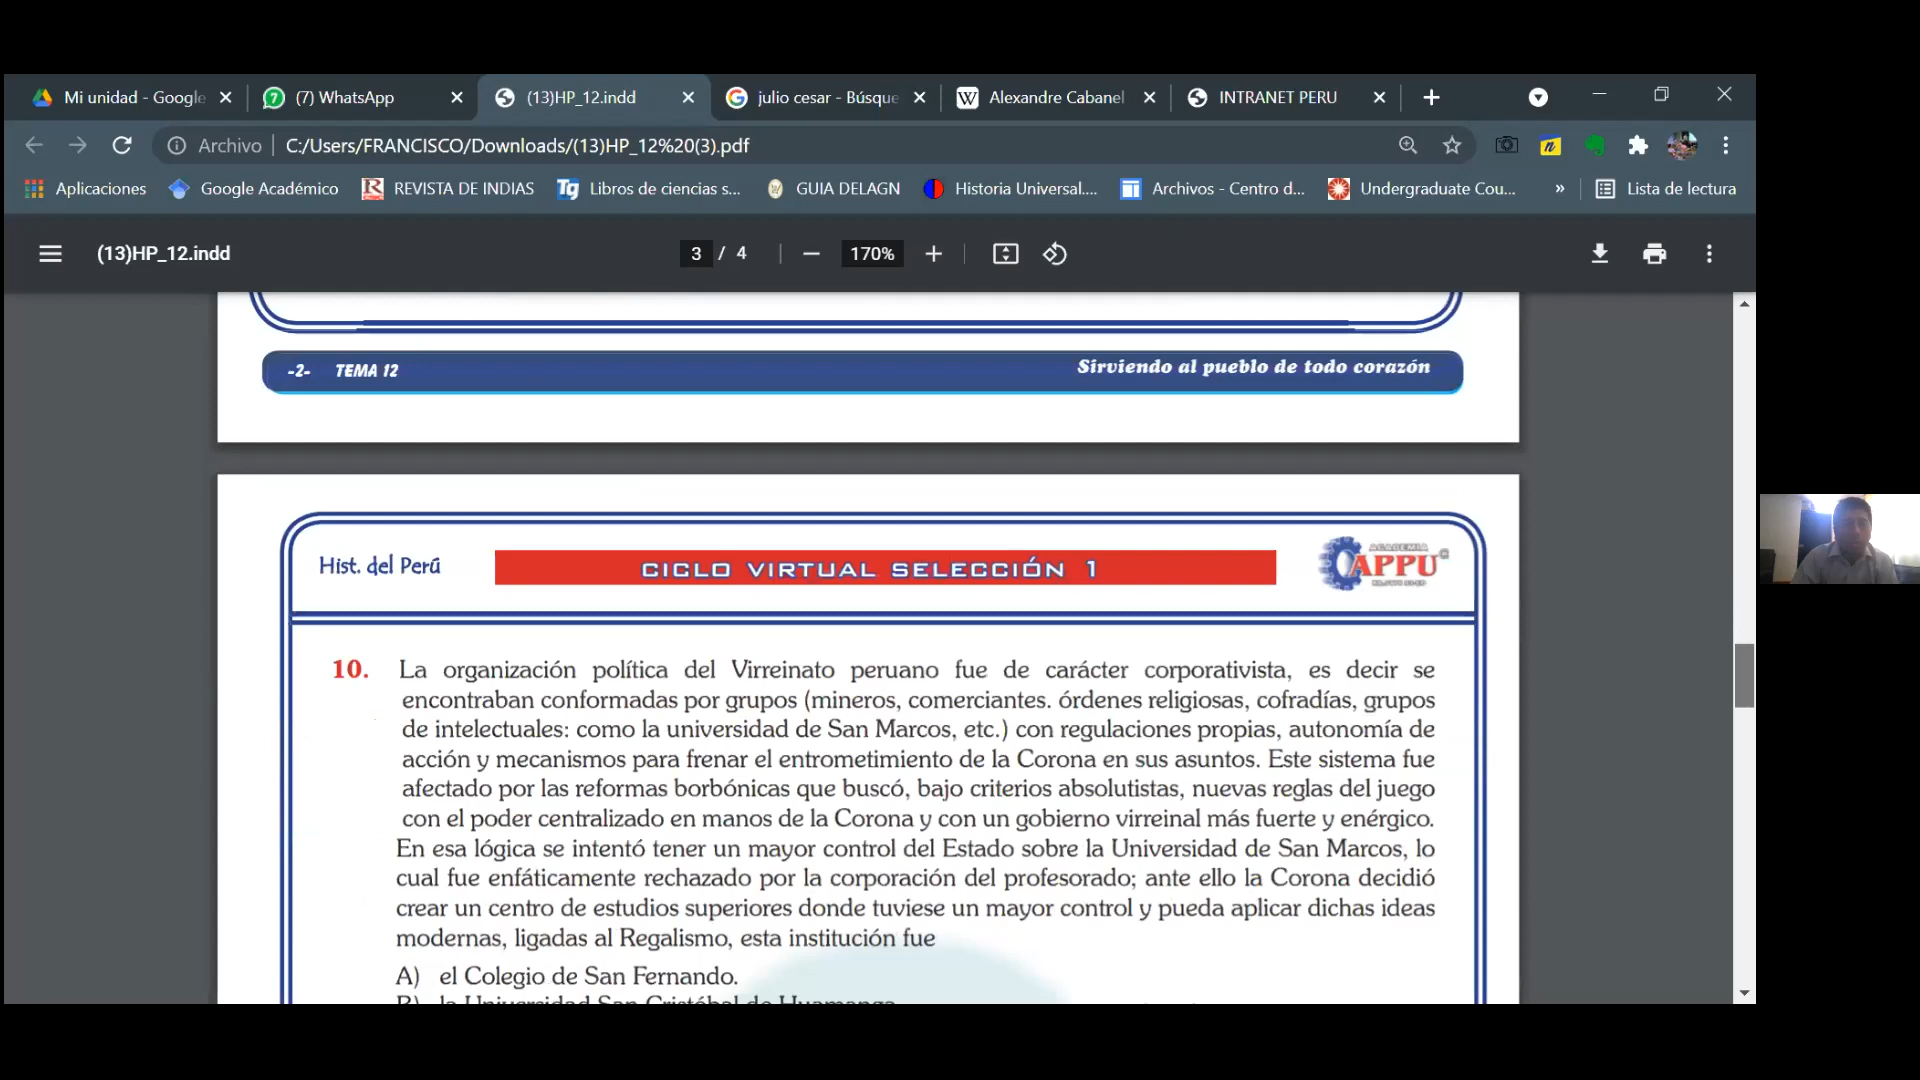 Mi unidad - Google
(7) WhatsApp
(13)HP_12.indd
julio cesar - Búsque
Alexandre Cabanel
INTRANET PERU
Archivo
C:/Users/FRANCISCO/Downloads/(13)HP_12%20(3).pdf
Aplicaciones
Google Académico
REVISTA DE INDIAS
Libros de ciencias s...
GUIA DELAGN
Historia Universal....
Archivos - Centro d...
Undergraduate Cou...
»
Lista de lectura
(13)HP_12.indd
3 / 4
170%
-2- TEMA 12
Sirviendo al pueblo de todo corazón
Hist. del Perú
CICLO VIRTUAL SELECCIÓN 1
ACADEMIA
APPU
10. La organización política del Virreinato peruano fue de carácter corporativista, es decir se
encontraban conformadas por grupos (mineros, comerciantes. órdenes religiosas, cofradías, grupos
de intelectuales: como la universidad de San Marcos, etc.) con regulaciones propias, autonomía de
acción y mecanismos para frenar el entrometimiento de la Corona en sus asuntos. Este sistema fue
afectado por las reformas borbónicas que buscó, bajo criterios absolutistas, nuevas reglas del juego
con el poder centralizado en manos de la Corona y con un gobierno virreinal más fuerte y enérgico.
En esa lógica se intentó tener un mayor control del Estado sobre la Universidad de San Marcos, lo
cual fue enfáticamente rechazado por la corporación del profesorado; ante ello la Corona decidió
crear un centro de estudios superiores donde tuviese un mayor control y pueda aplicar dichas ideas
modernas, ligadas al Regalismo, esta institución fue
A) el Colegio de San Fernando.
B) la Universidad San Cristóbal de Huamanga